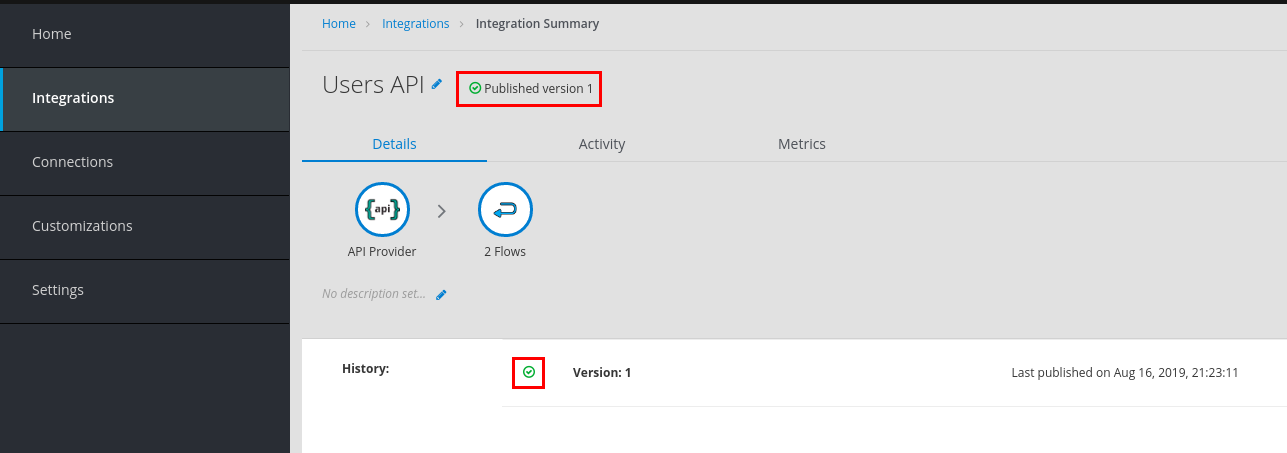 Home
Integrations
Connections
Customizations
Settings
Home > Integrations > Integration Summary
Users API
Published version 1
Details Activity Metrics
{api}
API Provider
2 Flows
No description set...
History:
Version: 1
Last published on Aug 16, 2019, 21:23:11